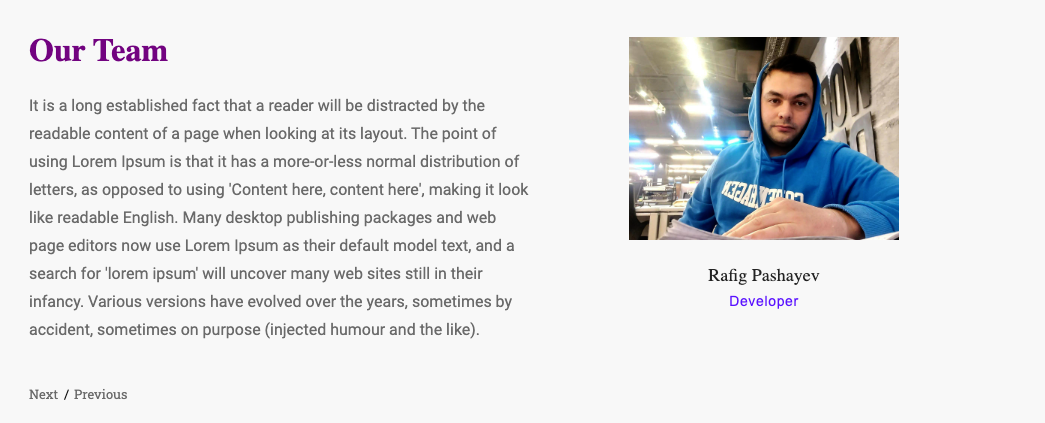 Our Team
It is a long established fact that a reader will be distracted by the
readable content of a page when looking at its layout. The point of
using Lorem Ipsum is that it has a more-or-less normal distribution of
letters, as opposed to using 'Content here, content here', making it look
like readable English. Many desktop publishing packages and web
page editors now use Lorem Ipsum as their default model text, and a
search for 'lorem ipsum' will uncover many web sites still in their
infancy. Various versions have evolved over the years, sometimes by
accident, sometimes on purpose (injected humour and the like).
Next / Previous
Rafig Pashayev
Developer